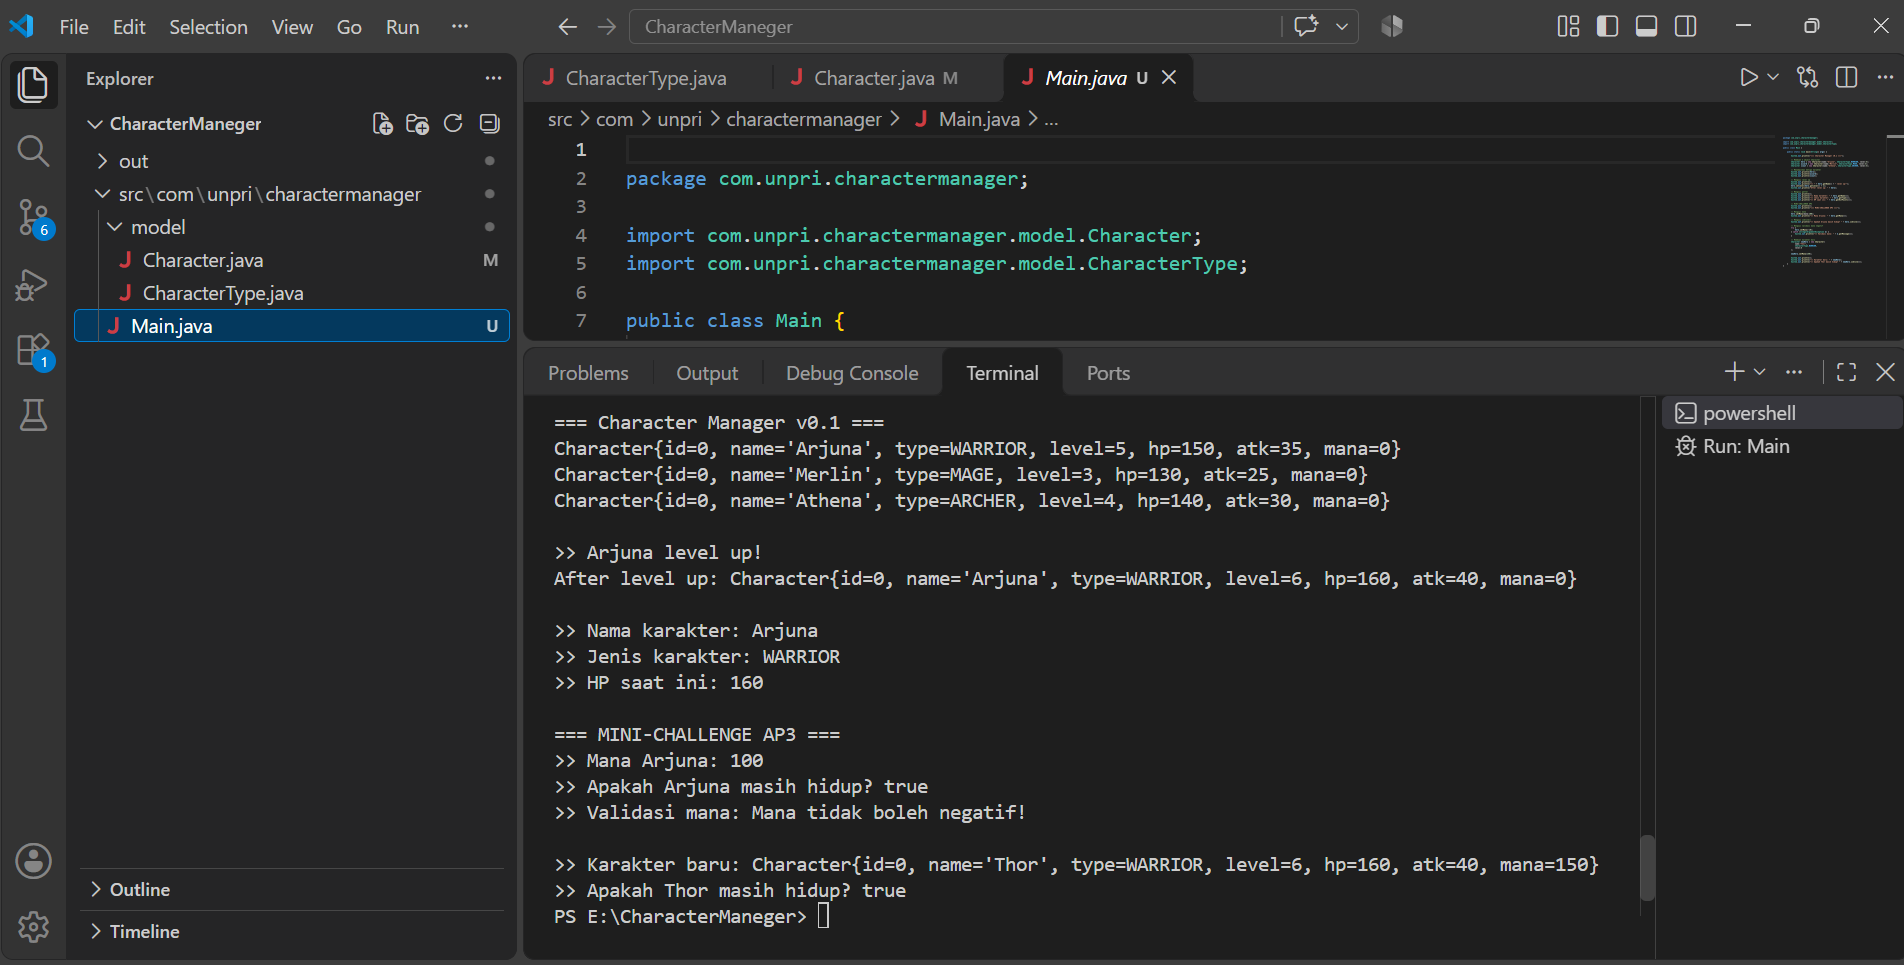 File Edit Selection View Go Run ···
CharacterManeger
Explorer ···
CharacterManeger
out
src\com\unpri\charactermanager
model
J Character.java M
J CharacterType.java
J Main.java U
6
1
Outline
Timeline
J CharacterType.java
J Character.java M
J Main.java U
src > com > unpri > charactermanager > J Main.java > ...
1
2 package com.unpri.charactermanager;
3
4 import com.unpri.charactermanager.model.Character;
5 import com.unpri.charactermanager.model.CharacterType;
6
7 public class Main {
Problems Output Debug Console Terminal Ports
=== Character Manager v0.1 ===
Character{id=0, name='Arjuna', type=WARRIOR, level=5, hp=150, atk=35, mana=0}
Character{id=0, name='Merlin', type=MAGE, level=3, hp=130, atk=25, mana=0}
Character{id=0, name='Athena', type=ARCHER, level=4, hp=140, atk=30, mana=0}
>> Arjuna level up!
After level up: Character{id=0, name='Arjuna', type=WARRIOR, level=6, hp=160, atk=40, mana=0}
>> Nama karakter: Arjuna
>> Jenis karakter: WARRIOR
>> HP saat ini: 160
=== MINI-CHALLENGE AP3 ===
>> Mana Arjuna: 100
>> Apakah Arjuna masih hidup? true
>> Validasi mana: Mana tidak boleh negatif!
>> Karakter baru: Character{id=0, name='Thor', type=WARRIOR, level=6, hp=160, atk=40, mana=150}
>> Apakah Thor masih hidup? true
PS E:\CharacterManeger>
powershell
Run: Main